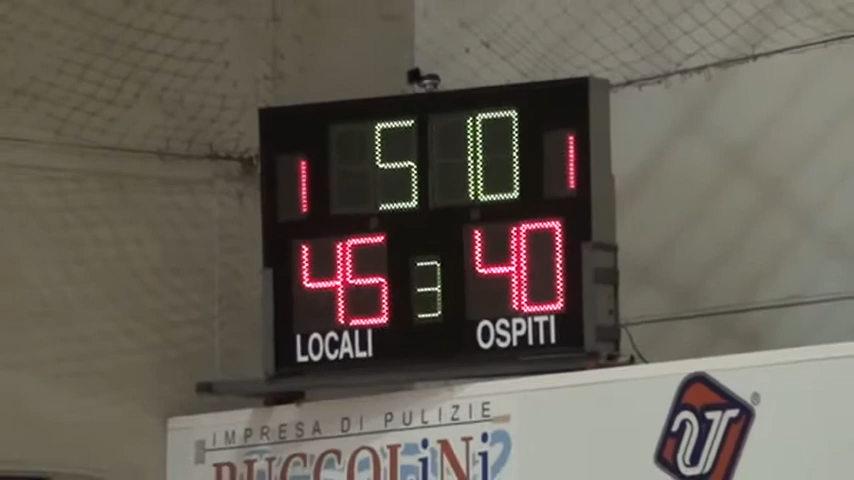 1 5 10 1
45 3 40
LOCALI OSPITI
IMPRESA DI PULIZIE